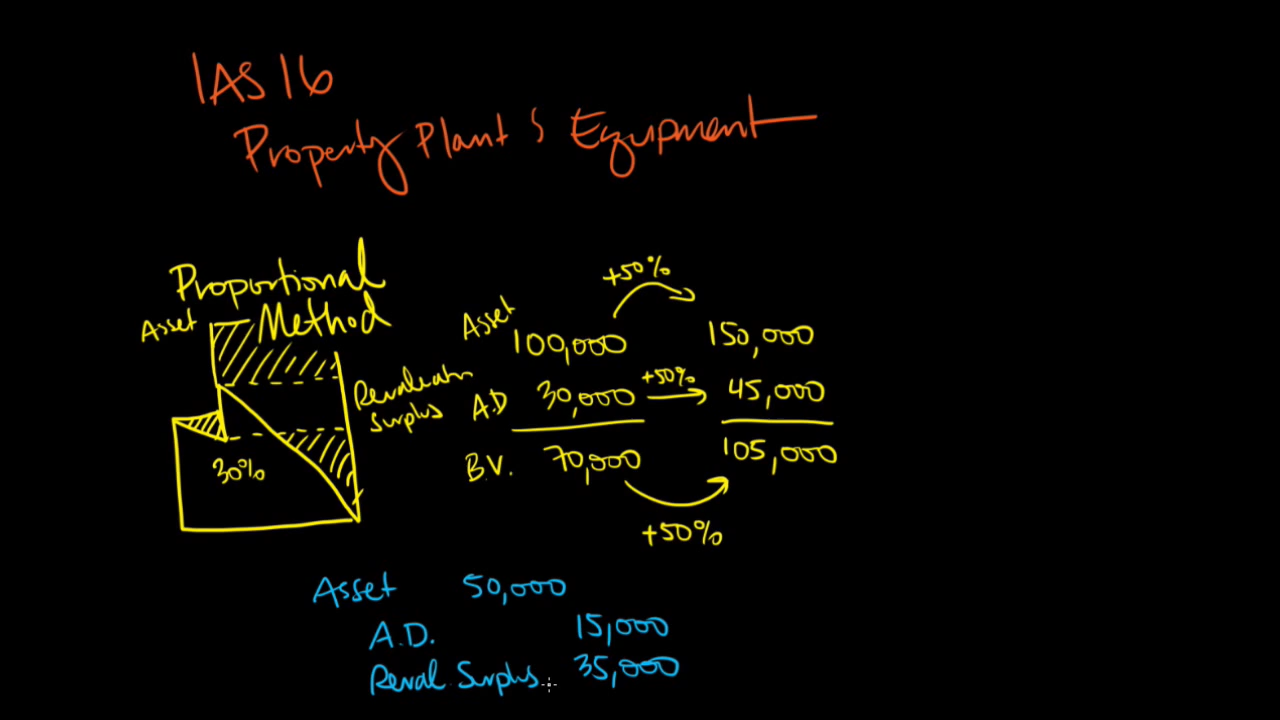 IAS 16
Property Plant & Equipment
Proportional
Method
Asset
Revaluation
Surplus
30%
+50%
Asset 100,000 150,000
A.D 30,000 +50% 45,000
B.V. 70,000 105,000
+50%
Asset 50,000
A.D. 15,000
Reval Surplus 35,000